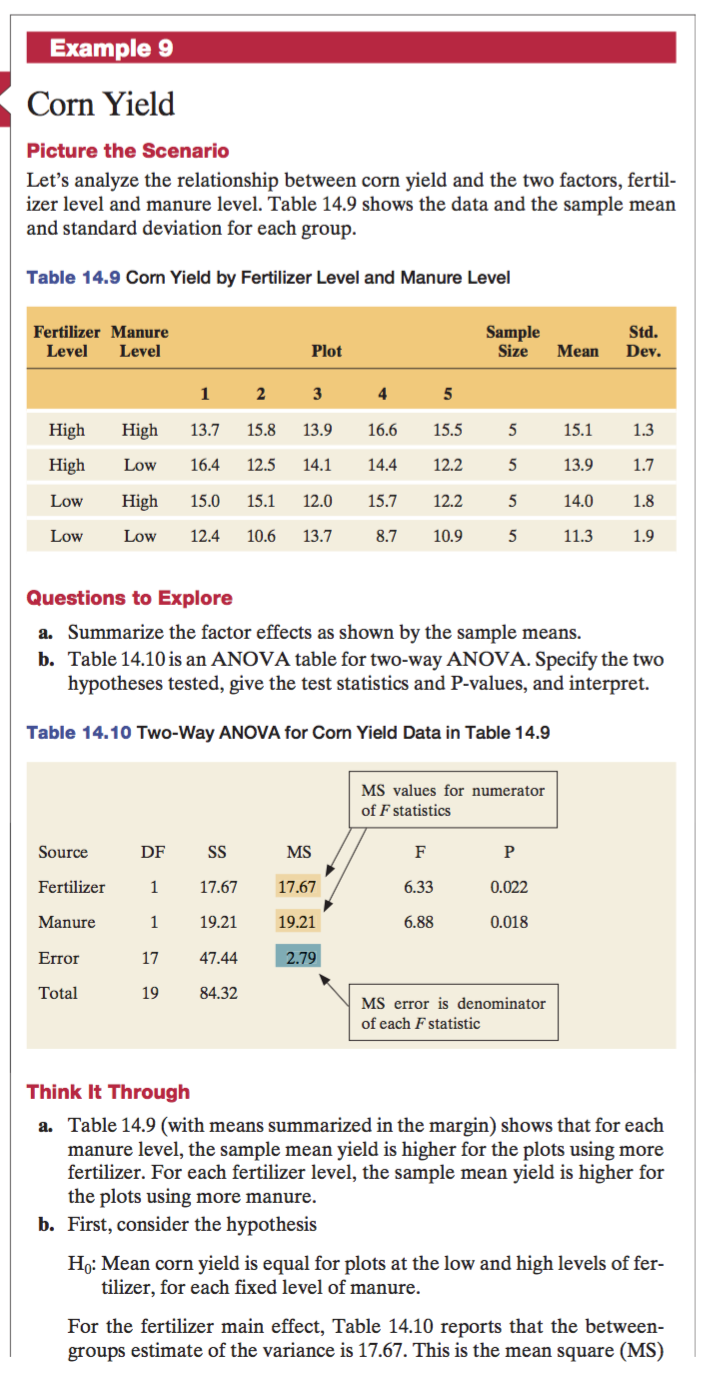 Example 9
Corn Yield
Picture the Scenario
Let's analyze the relationship between corn yield and the two factors, fertil-
izer level and manure level. Table 14.9 shows the data and the sample mean
and standard deviation for each group.
Table 14.9 Corn Yield by Fertilizer Level and Manure Level
Fertilizer Manure Sample Std.
Level Level Plot Size Mean Dev.
1 2 3 4 5
High High 13.7 15.8 13.9 16.6 15.5 5 15.1 1.3
High Low 16.4 12.5 14.1 14.4 12.2 5 13.9 1.7
Low High 15.0 15.1 12.0 15.7 12.2 5 14.0 1.8
Low Low 12.4 10.6 13.7 8.7 10.9 5 11.3 1.9
Questions to Explore
a. Summarize the factor effects as shown by the sample means.
b. Table 14.10 is an ANOVA table for two-way ANOVA. Specify the two
hypotheses tested, give the test statistics and P-values, and interpret.
Table 14.10 Two-Way ANOVA for Corn Yield Data in Table 14.9
MS values for numerator
of F statistics
Source DF SS MS F P
Fertilizer 1 17.67 17.67 6.33 0.022
Manure 1 19.21 19.21 6.88 0.018
Error 17 47.44 2.79
Total 19 84.32
MS error is denominator
of each F statistic
Think It Through
a. Table 14.9 (with means summarized in the margin) shows that for each
manure level, the sample mean yield is higher for the plots using more
fertilizer. For each fertilizer level, the sample mean yield is higher for
the plots using more manure.
b. First, consider the hypothesis
H₀: Mean corn yield is equal for plots at the low and high levels of fer-
tilizer, for each fixed level of manure.
For the fertilizer main effect, Table 14.10 reports that the between-
groups estimate of the variance is 17.67. This is the mean square (MS)